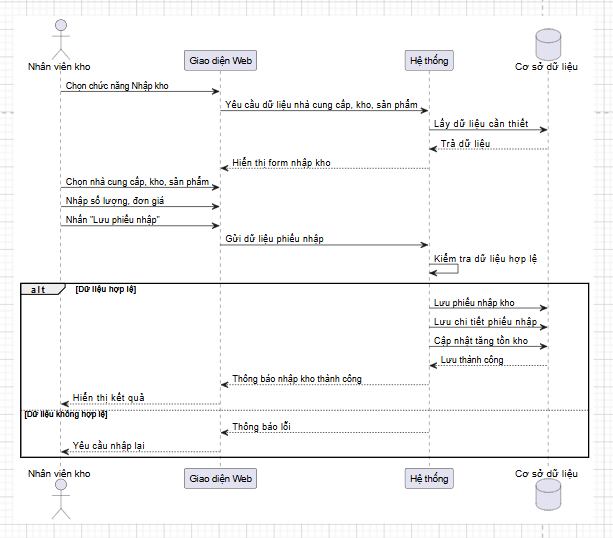 Nhân viên kho
Giao diện Web
Hệ thống
Cơ sở dữ liệu
Chọn chức năng Nhập kho
Yêu cầu dữ liệu nhà cung cấp, kho, sản phẩm
Lấy dữ liệu cần thiết
Trả dữ liệu
Hiển thị form nhập kho
Chọn nhà cung cấp, kho, sản phẩm
Nhập số lượng, đơn giá
Nhấn "Lưu phiếu nhập"
Gửi dữ liệu phiếu nhập
Kiểm tra dữ liệu hợp lệ
alt
[Dữ liệu hợp lệ]
Lưu phiếu nhập kho
Lưu chi tiết phiếu nhập
Cập nhật tăng tồn kho
Lưu thành công
Thông báo nhập kho thành công
Hiển thị kết quả
[Dữ liệu không hợp lệ]
Thông báo lỗi
Yêu cầu nhập lại
Nhân viên kho
Giao diện Web
Hệ thống
Cơ sở dữ liệu